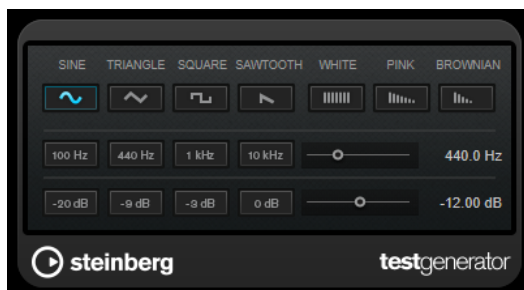 SINE TRIANGLE SQUARE SAWTOOTH WHITE PINK BROWNIAN
100 Hz 440 Hz 1 kHz 10 kHz 440.0 Hz
-20 dB -9 dB -3 dB 0 dB -12.00 dB
steinberg testgenerator